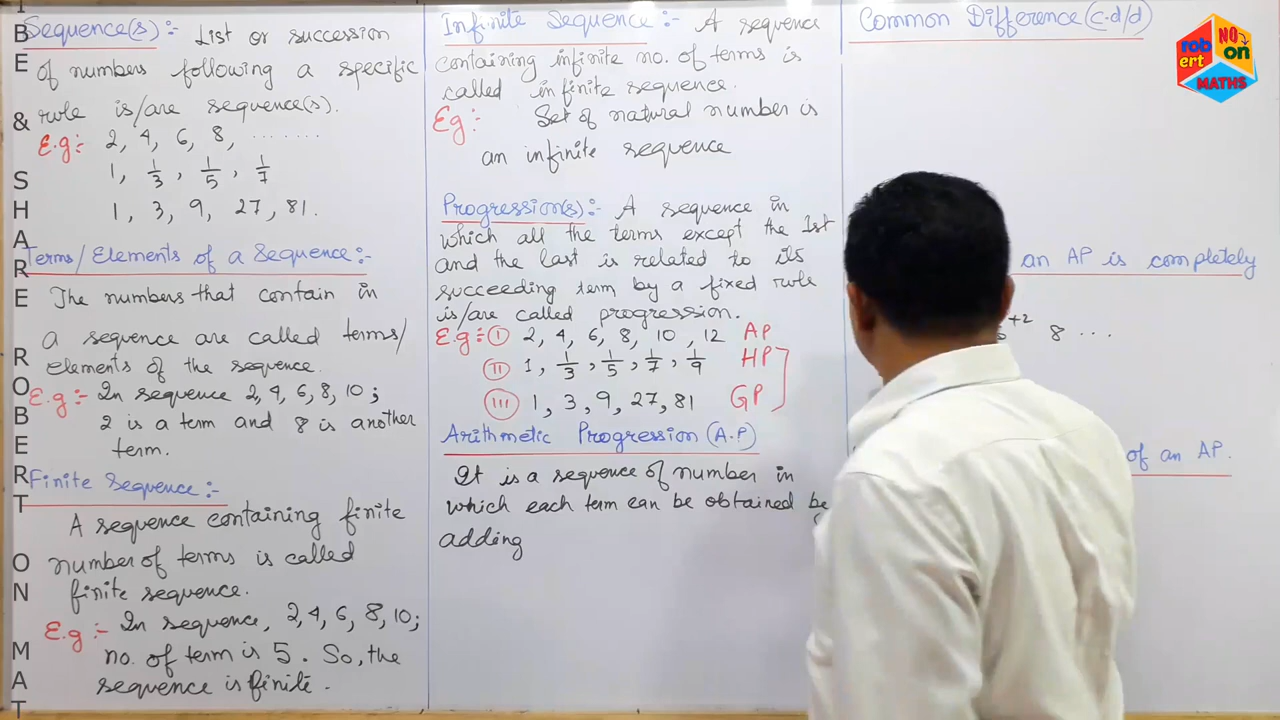 Sequence(s):- List or succession
of numbers following a specific
rule is/are sequence(s).
E.g:- 2, 4, 6, 8, ........
1, 1/3, 1/5, 1/7
1, 3, 9, 27, 81.
Terms/Elements of a Sequence:-
The numbers that contain in
a sequence are called terms/
elements of the sequence.
E.g:- In sequence 2, 4, 6, 8, 10;
2 is a term and 8 is another
term.
Finite Sequence:-
A sequence containing finite
number of terms is called
finite sequence.
E.g:- In sequence, 2, 4, 6, 8, 10;
no. of term is 5. So, the
sequence is finite.
Infinite Sequence:- A sequence
containing infinite no. of terms is
called infinite sequence.
Eg:- Set of natural number is
an infinite sequence
Progression(s):- A sequence in
which all the terms except the 1st
and the last is related to its
succeeding term by a fixed rule
is/are called progression.
E.g:- (I) 2, 4, 6, 8, 10, 12 AP
(II) 1, 1/3, 1/5, 1/7, 1/9 HP
(III) 1, 3, 9, 27, 81 GP
Arithmetic Progression (A.P)
It is a sequence of number in
which each term can be obtained be
adding
Common Difference (c.d/d)
an AP is completely
+2 8 ...
of an AP.
rob NO
ert on
MATHS
BE & SHARE ROBERT ON MAT